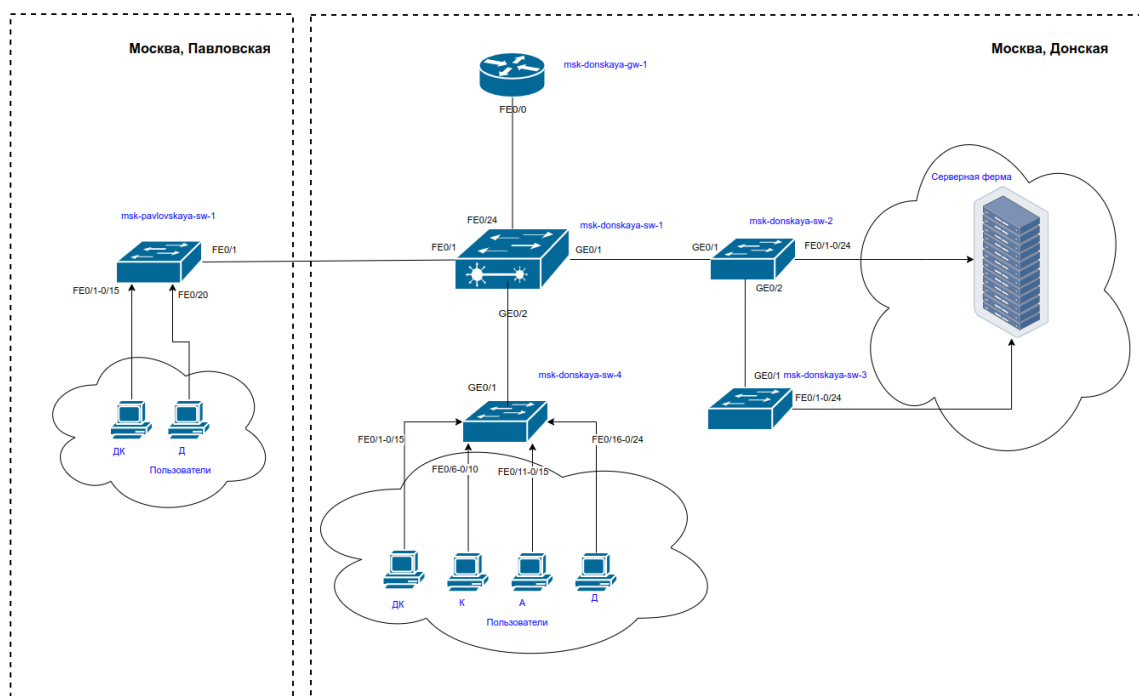 Москва, Павловская
Москва, Донская
msk-donskaya-gw-1
FE0/0
Серверная ферма
msk-pavlovskaya-sw-1
FE0/24
msk-donskaya-sw-1
msk-donskaya-sw-2
FE0/1
FE0/1
GE0/1
GE0/1
FE0/1-0/24
FE0/1-0/15
FE0/20
GE0/2
GE0/2
msk-donskaya-sw-4
GE0/1
msk-donskaya-sw-3
GE0/1
FE0/1-0/24
FE0/1-0/15
FE0/16-0/24
FE0/6-0/10
FE0/11-0/15
ДК
Д
Пользователи
ДК
К
А
Д
Пользователи